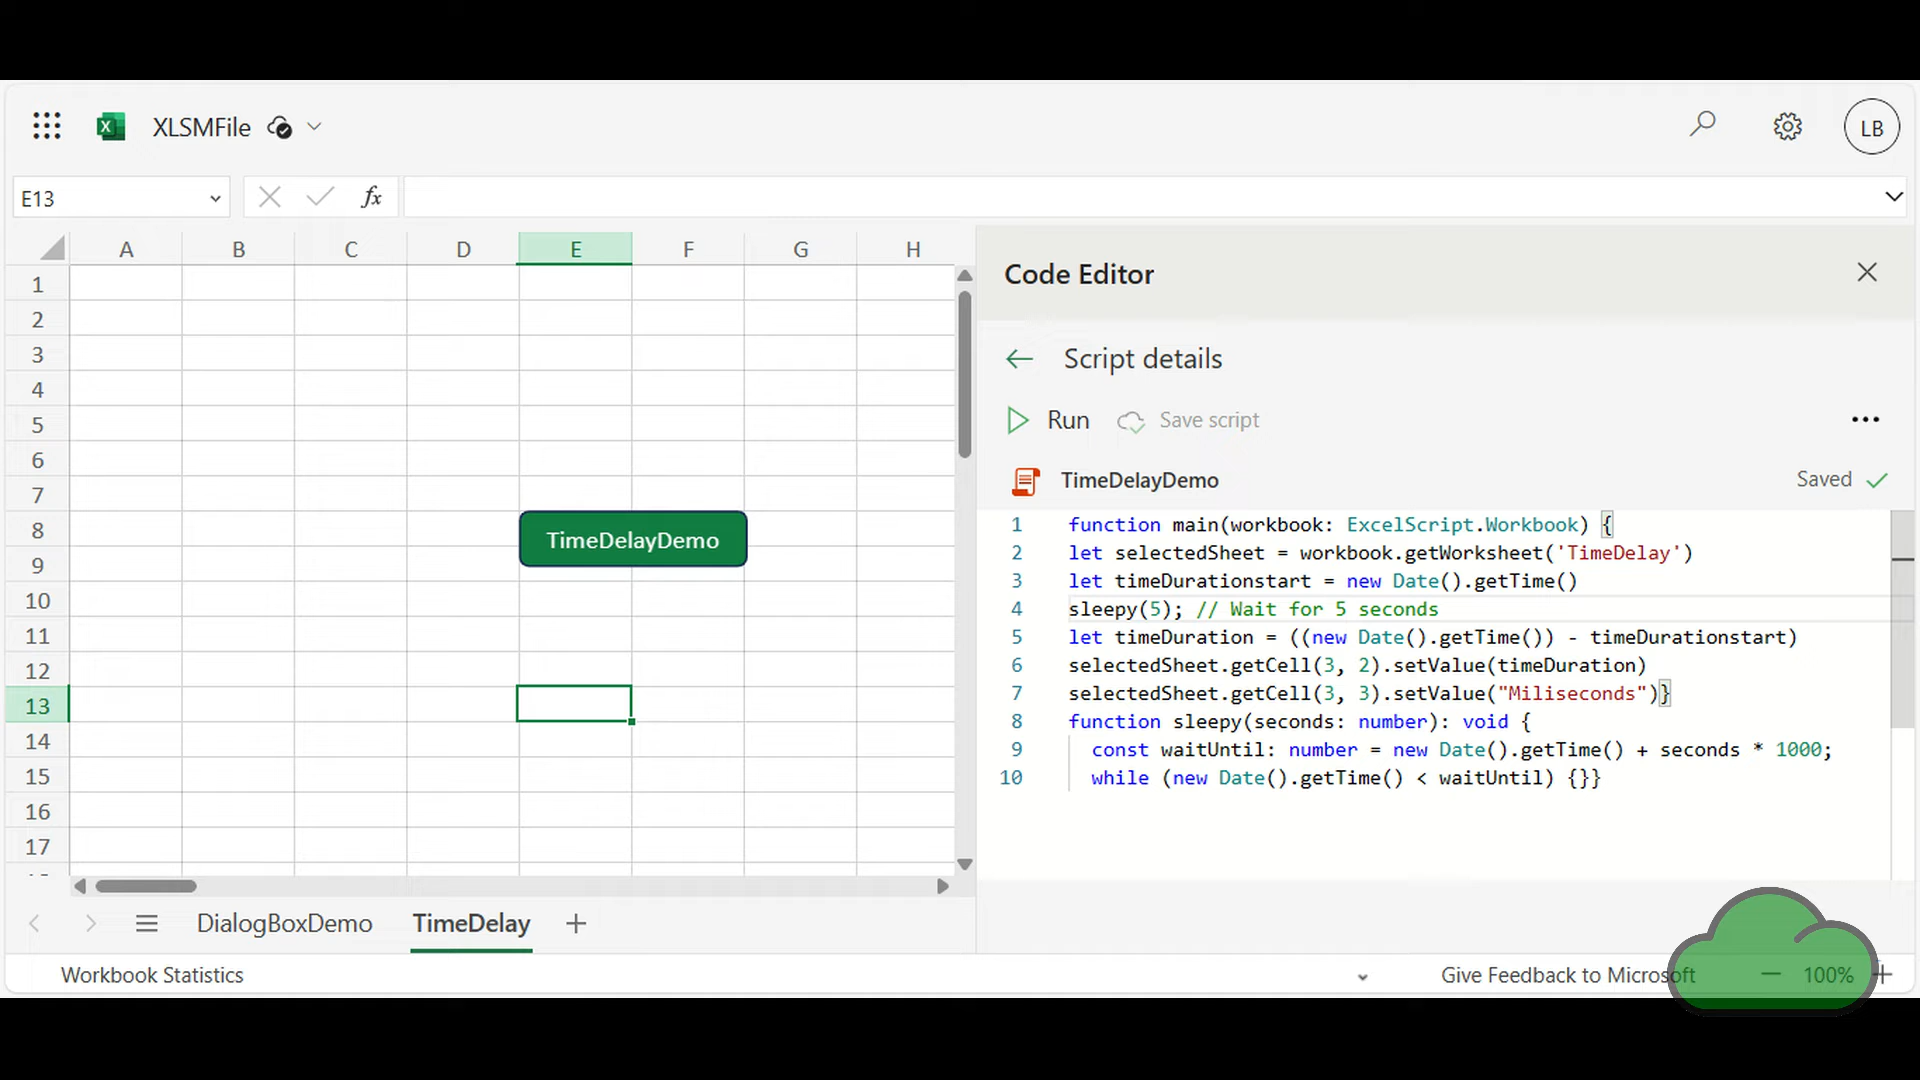 XLSMFile
LB
E13
fx
A B C D E F G H
1
2
3
4
5
6
7
8
9
10
11
12
13
14
15
16
17
TimeDelayDemo
DialogBoxDemo TimeDelay
Workbook Statistics
Code Editor
Script details
Run Save script
TimeDelayDemo Saved
1 function main(workbook: ExcelScript.Workbook) {
2 let selectedSheet = workbook.getWorksheet('TimeDelay')
3 let timeDurationstart = new Date().getTime()
4 sleepy(5); // Wait for 5 seconds
5 let timeDuration = ((new Date().getTime()) - timeDurationstart)
6 selectedSheet.getCell(3, 2).setValue(timeDuration)
7 selectedSheet.getCell(3, 3).setValue("Miliseconds")}
8 function sleepy(seconds: number): void {
9 const waitUntil: number = new Date().getTime() + seconds * 1000;
10 while (new Date().getTime() < waitUntil) {}}
Give Feedback to Microsoft 100%